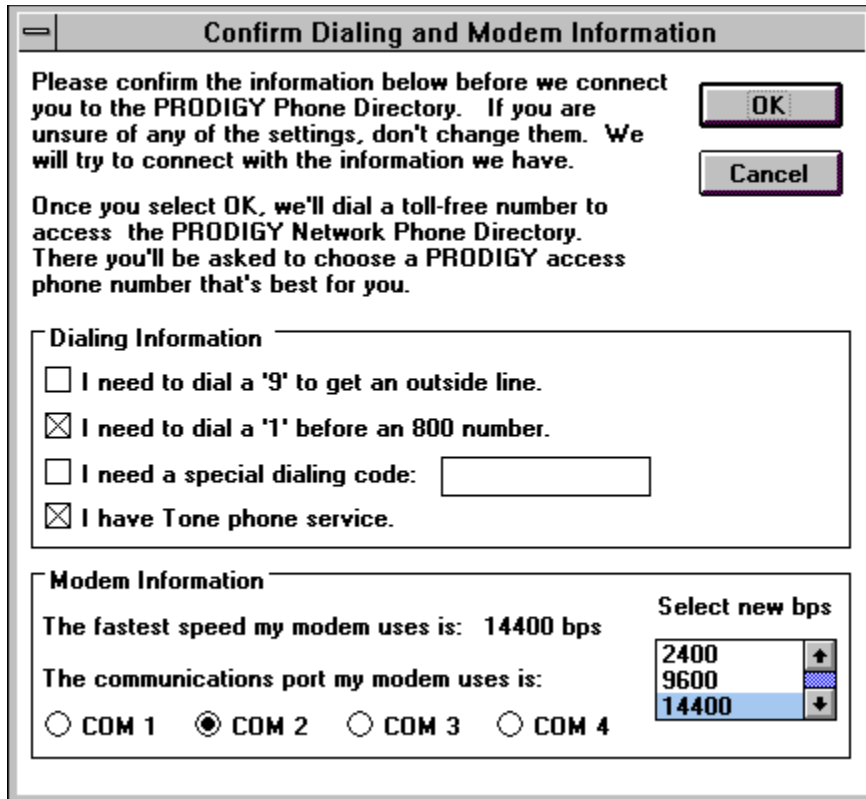 Confirm Dialing and Modem Information
Please confirm the information below before we connect
you to the PRODIGY Phone Directory.   If you are
unsure of any of the settings, don't change them.  We
will try to connect with the information we have.
Once you select OK, we'll dial a toll-free number to
access  the PRODIGY Network Phone Directory.
There you'll be asked to choose a PRODIGY access
phone number that's best for you.
OK
Cancel
Dialing Information
I need to dial a '9' to get an outside line.
I need to dial a '1' before an 800 number.
I need a special dialing code:
I have Tone phone service.
Modem Information
The fastest speed my modem uses is:  14400 bps
The communications port my modem uses is:
COM 1
COM 2
COM 3
COM 4
Select new bps
2400
9600
14400